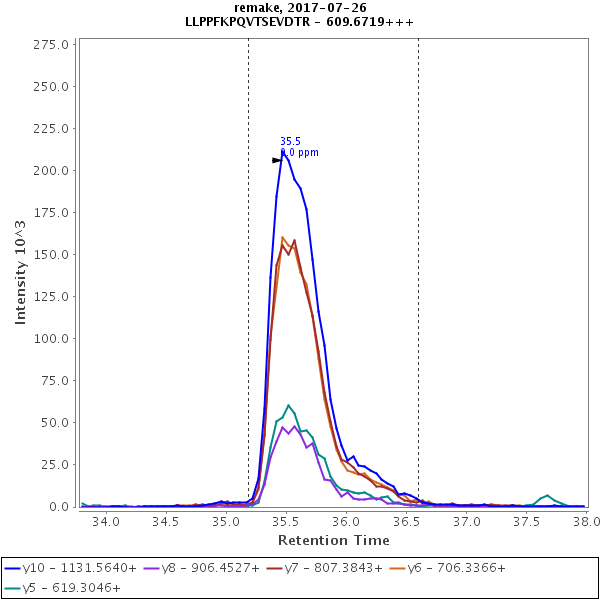 remake, 2017-07-26
LLPPFKPQVTSEVDTR - 609.6719+++
275.0
250.0
225.0
200.0
175.0
150.0
125.0
100.0
75.0
50.0
25.0
0.0
Intensity 10^3
35.5
0.0 ppm
34.0 34.5 35.0 35.5 36.0 36.5 37.0 37.5 38.0
Retention Time
y10 - 1131.5640+ y8 - 906.4527+ y7 - 807.3843+ y6 - 706.3366+
y5 - 619.3046+